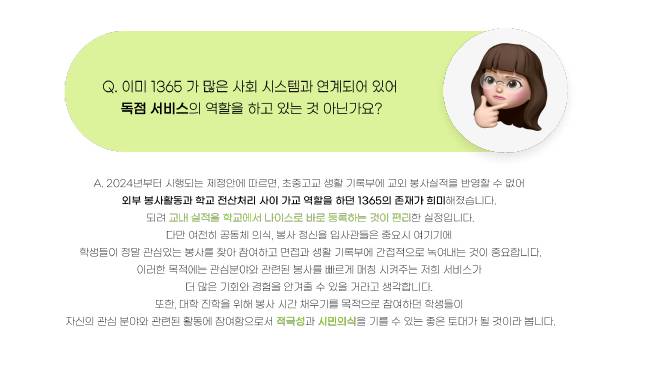 Q. 이미 1365 가 많은 사회 시스템과 연계되어 있어
독점 서비스의 역할을 하고 있는 것 아닌가요?
A. 2024년부터 시행되는 제정안에 따르면, 초중고교 생활 기록부에 교외 봉사실적을 반영할 수 없어
외부 봉사활동과 학교 전산처리 사이 가교 역할을 하던 1365의 존재가 희미해졌습니다.
되려 교내 실적을 학교에서 나이스로 바로 등록하는 것이 편리한 실정입니다.
다만 여전히 공동체 의식, 봉사 정신을 입사관들은 중요시 여기기에
학생들이 정말 관심있는 봉사를 찾아 참여하고 면접과 생활 기록부에 간접적으로 녹여내는 것이 중요합니다.
이러한 목적에는 관심분야와 관련된 봉사를 빠르게 매칭 시켜주는 저희 서비스가
더 많은 기회와 경험을 안겨줄 수 있을 거라고 생각합니다.
또한, 대학 진학을 위해 봉사 시간 채우기를 목적으로 참여하던 학생들이
자신의 관심 분야와 관련된 활동에 참여함으로서 적극성과 시민의식을 기를 수 있는 좋은 토대가 될 것이라 봅니다.